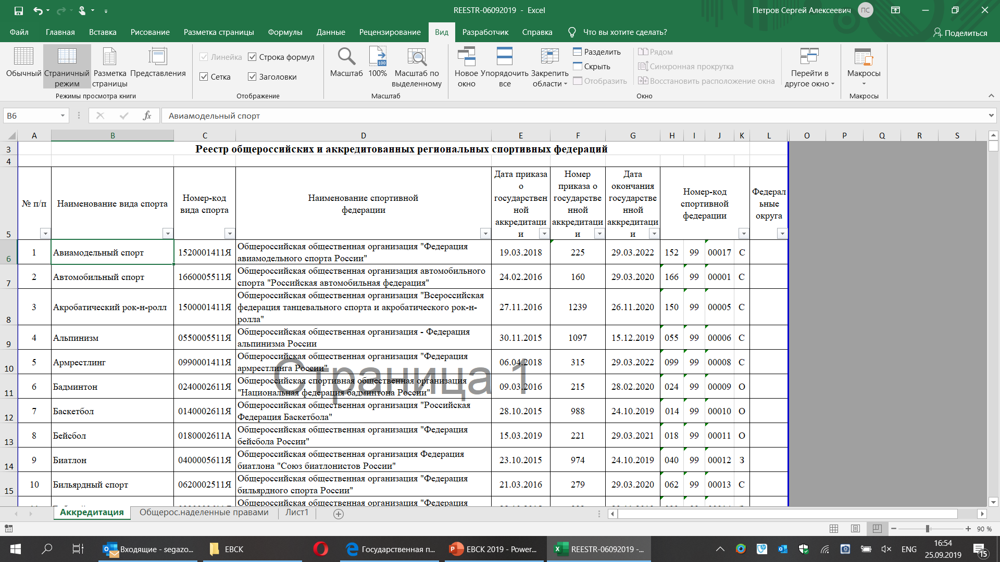 REESTR-06092019 - Excel
Петров Сергей Алексеевич ПС
Файл Главная Вставка Рисование Разметка страницы Формулы Данные Рецензирование Вид Разработчик Справка Что вы хотите сделать? Поделиться
Обычный Страничный режим Разметка страницы Представления
Режимы просмотра книги
Линейка Строка формул
Сетка Заголовки
Отображение
Масштаб 100% Масштаб по выделенному
Масштаб
Новое окно Упорядочить все Закрепить области
Разделить
Скрыть
Отобразить
Рядом
Синхронная прокрутка
Восстановить расположение окна
Перейти в другое окно
Окно
Макросы
Макросы
B6 fx Авиамодельный спорт
A B C D E F G H I J K L O P Q R S
3 Реестр общероссийских и аккредитованных региональных спортивных федераций
4
5 № п/п Наименование вида спорта Номер-код вида спорта Наименование спортивной федерации Дата приказа о государственной аккредитации Номер приказа о государственной аккредитации Дата окончания государственной аккредитации Номер-код спортивной федерации Федеральные округа
6 1 Авиамодельный спорт 1520001411Я Общероссийская общественная организация "Федерация авиамодельного спорта России" 19.03.2018 225 29.03.2022 152 99 00017 С
7 2 Автомобильный спорт 1660005511Я Общероссийская общественная организация автомобильного спорта "Российская автомобильная федерация" 24.02.2016 160 29.03.2020 166 99 00001 С
8 3 Акробатический рок-н-ролл 1500001411Я Общероссийская общественная организация "Всероссийская федерация танцевального спорта и акробатического рок-н-ролла" 27.11.2016 1239 26.11.2020 150 99 00005 С
9 4 Альпинизм 0550005511Я Общероссийская общественная организация - Федерация альпинизма России 30.11.2015 1097 15.12.2019 055 99 00006 С
10 5 Армрестлинг 0990001411Я Общероссийская общественная организация "Федерация армрестлинга России" 06.04.2018 315 29.03.2022 099 99 00008 С
Страница 1
11 6 Бадминтон 0240002611Я Общероссийская спортивная общественная организация "Национальная федерация бадминтона России" 09.03.2016 215 28.02.2020 024 99 00009 О
12 7 Баскетбол 0140002611Я Общероссийская общественная организация "Российская Федерация Баскетбола" 28.10.2015 988 24.10.2019 014 99 00010 О
13 8 Бейсбол 0180002611А Общероссийская общественная организация "Федерация бейсбола России" 15.03.2019 221 29.03.2021 018 99 00011 О
14 9 Биатлон 0400005611Я Общероссийская общественная организация Федерация биатлона "Союз биатлонистов России" 23.10.2015 974 24.10.2019 040 99 00012 З
15 10 Бильярдный спорт 0620002511Я Общероссийская общественная организация "Федерация бильярдного спорта России" 21.03.2016 279 29.03.2020 062 99 00013 С
Общероссийская общественная организация "Федерация
Аккредитация Общерос.наделенные правами Лист1
90 %
Входящие - segazo... ЕВСК Государственная п... ЕВСК 2019 - Power... REESTR-06092019 -...
ENG 16:54
25.09.2019 15